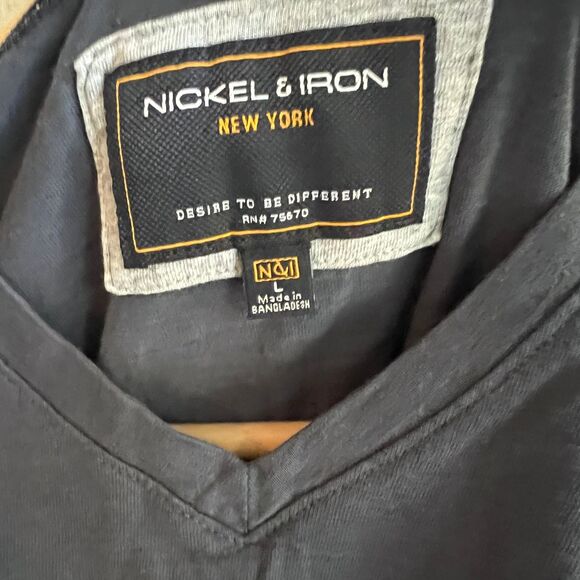 NICKEL & IRON
NEW YORK
DESIRE TO BE DIFFERENT
RN# 75670
N&I
L
Made in
BANGLADESH